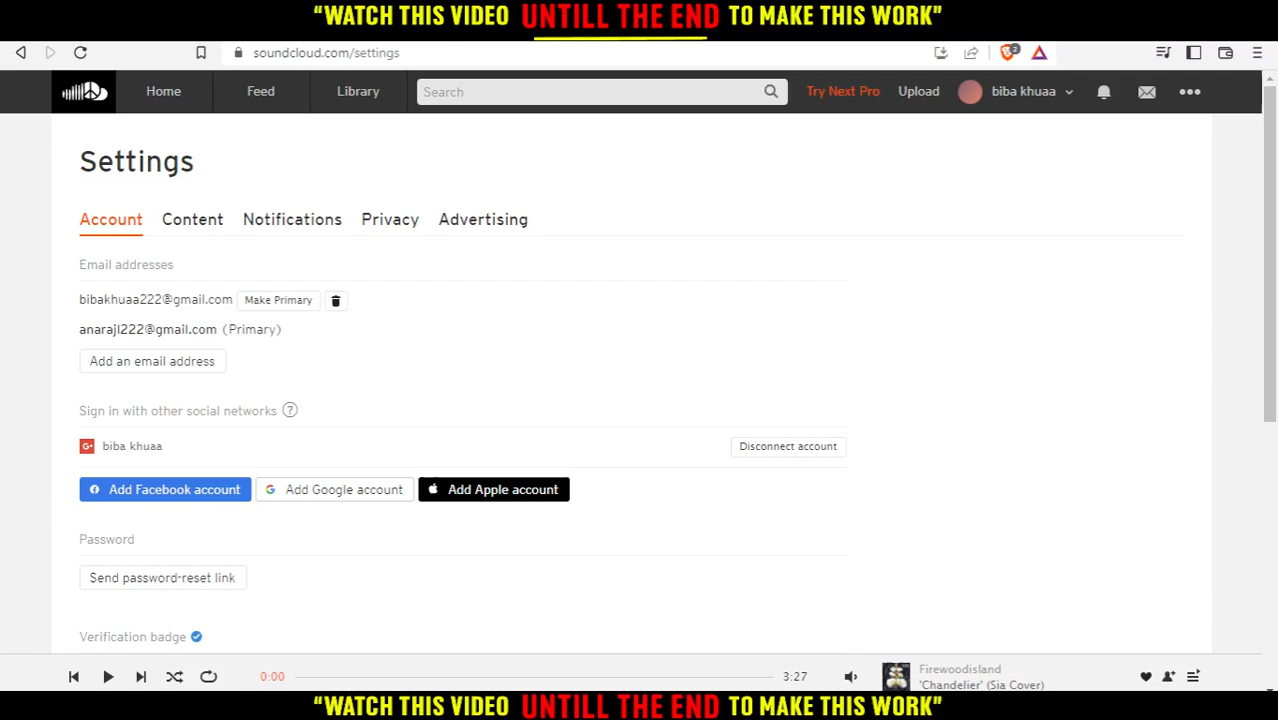 “WATCH THIS VIDEO UNTILL THE END TO MAKE THIS WORK”
soundcloud.com/settings
2
Home Feed Library Search Try Next Pro Upload biba khuaa
Settings
Account Content Notifications Privacy Advertising
Email addresses
bibakhuaa222@gmail.com Make Primary
anarajl222@gmail.com (Primary)
Add an email address
Sign in with other social networks ?
G+ biba khuaa Disconnect account
Add Facebook account G Add Google account Add Apple account
Password
Send password-reset link
Verification badge
0:00 3:27
Firewoodisland
'Chandelier' (Sia Cover)
“WATCH THIS VIDEO UNTILL THE END TO MAKE THIS WORK”